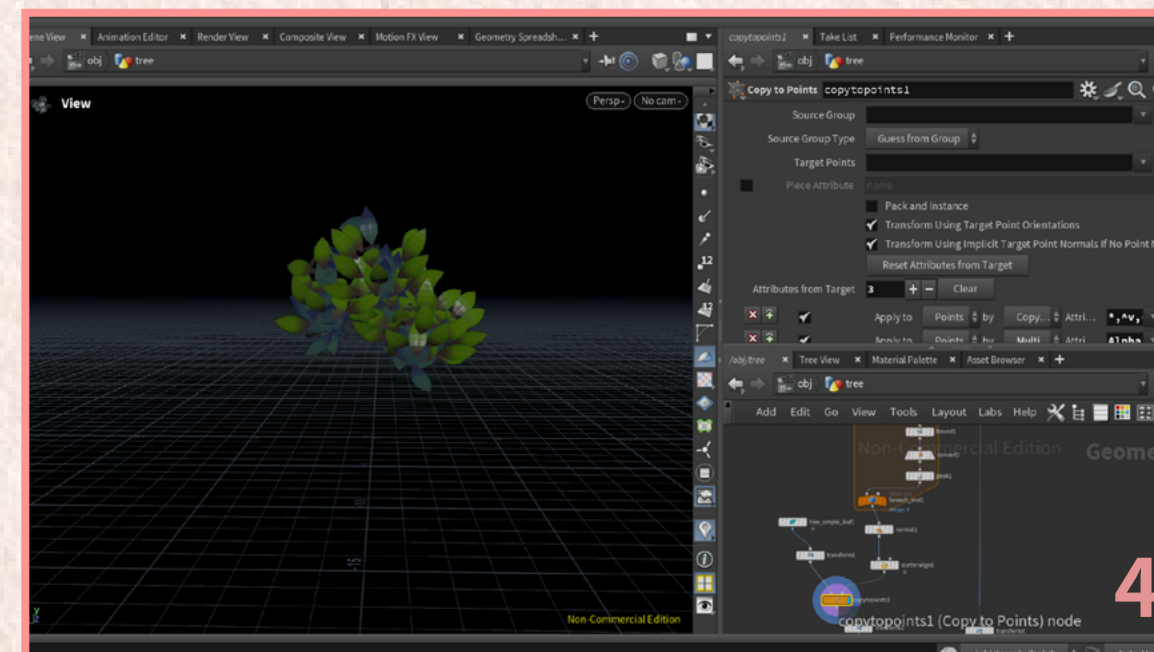 ene View × Animation Editor × Render View × Composite View × Motion FX View × Geometry Spreadsh... × +
obj tree
View
Persp No cam
12
12
Non-Commercial Edition
copytopoints1 × Take List × Performance Monitor × +
obj tree
Copy to Points copytopoints1
Source Group
Source Group Type Guess from Group
Target Points
Piece Attribute name
Pack and Instance
Transform Using Target Point Orientations
Transform Using Implicit Target Point Normals If No Point N
Reset Attributes from Target
Attributes from Target 3 + − Clear
Apply to Points by Copy... Attri... *,^v,
Apply to Points by Multi Attri Alpha
/obj/tree × Tree View × Material Palette × Asset Browser × +
obj tree
Add Edit Go View Tools Layout Labs Help
Non-Commercial Edition Geome
foreach_end1
tree_simple_leaf1
normal1
transform1
scatteralign1
copytopoints1
4
copytopoints1 (Copy to Points) node